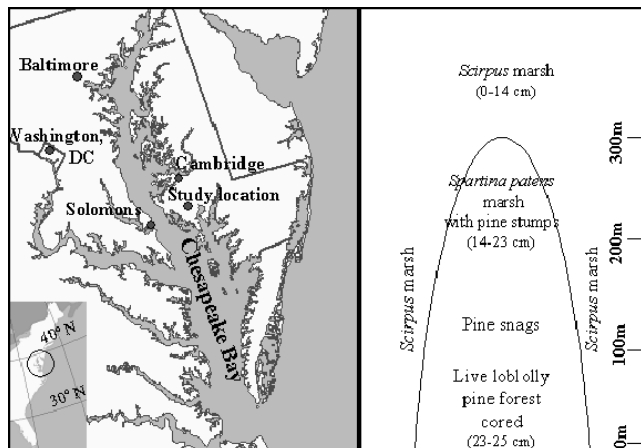 Baltimore
Washington,
DC
Cambridge
Study location
Solomons
Chesapeake Bay
40° N
30° N
Scirpus marsh
(0-14 cm)
300m
Spartina patens
marsh
with pine stumps
(14-23 cm)
200m
Scirpus marsh
Scirpus marsh
Pine snags
100m
Live loblolly
pine forest
cored
(23-25 cm)
0m